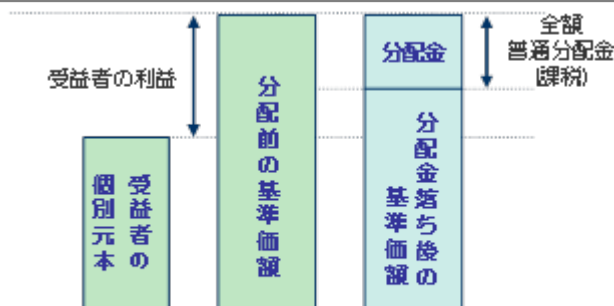 受益者の利益
受益者の
個別元本
分配前の基準価額
分配金
分配金落ち後の
基準価額
全額
普通分配金
(課税)